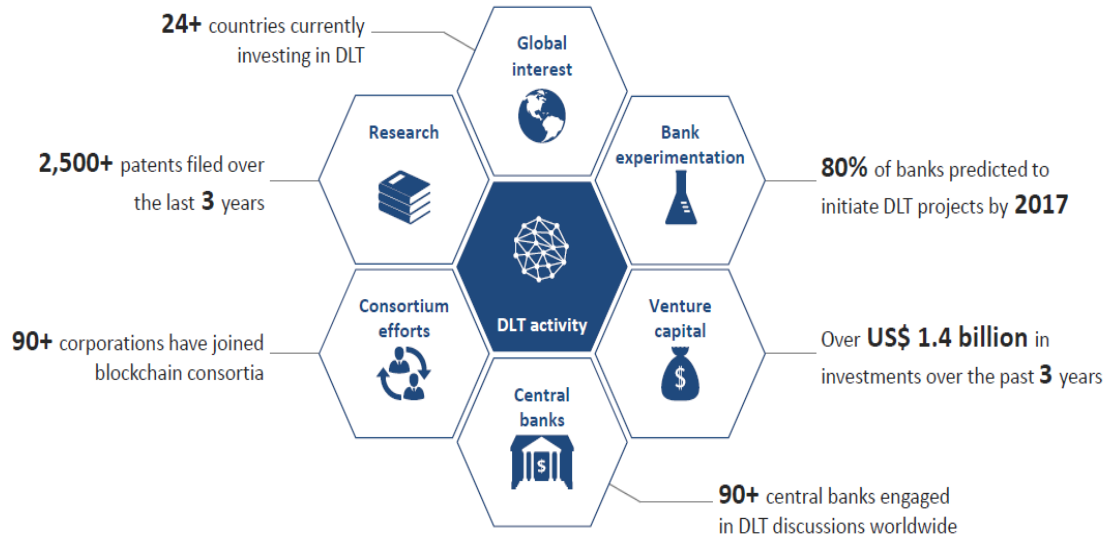 24+ countries currently
investing in DLT
Global
interest
Research
2,500+ patents filed over
the last 3 years
Bank
experimentation
80% of banks predicted to
initiate DLT projects by 2017
DLT activity
Consortium
efforts
90+ corporations have joined
blockchain consortia
Venture
capital
$
Over US$ 1.4 billion in
investments over the past 3 years
Central
banks
$
90+ central banks engaged
in DLT discussions worldwide